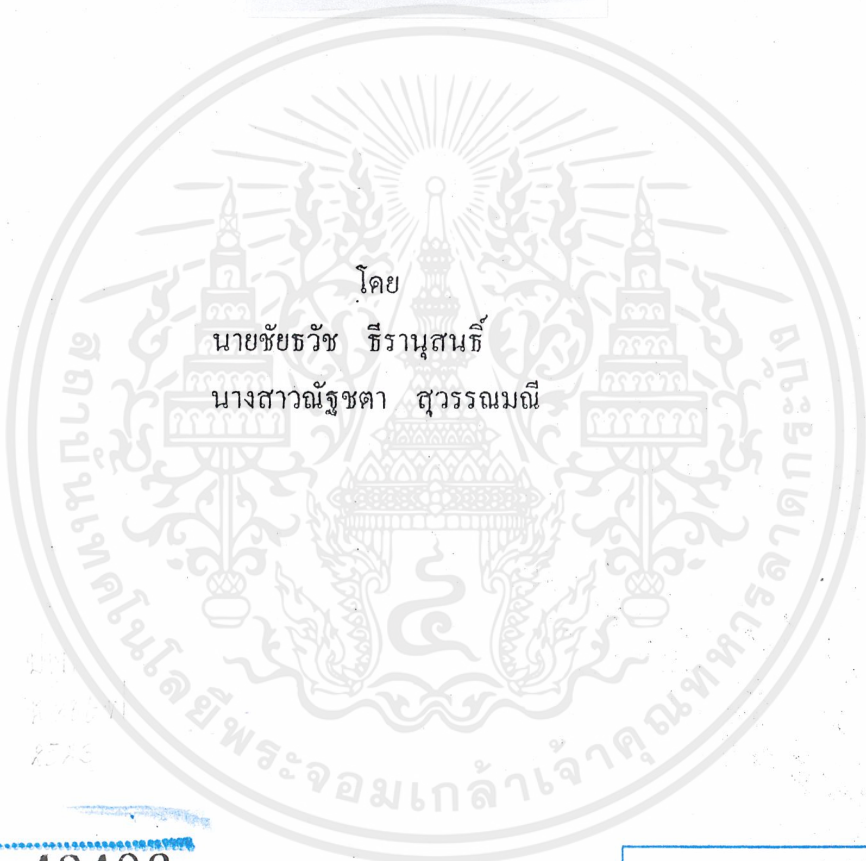 โดย
นายชัยธวัช ธีรานุสนธิ์
นางสาวณัฐชตา สุวรรณมณี
สถาบันเทคโนโลยีพระจอมเกล้าเจ้าคุณทหารลาดกระบัง
๔